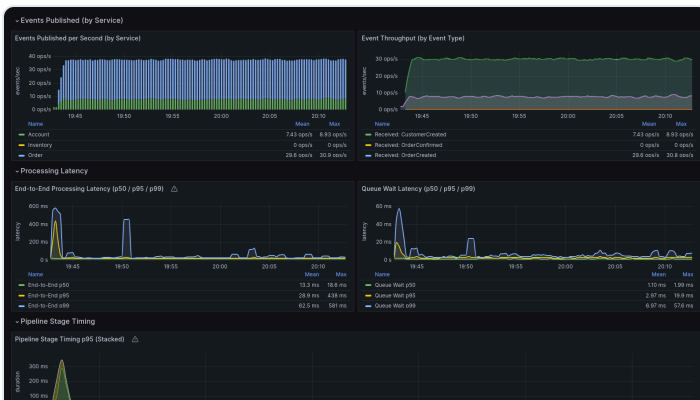 Events Published (by Service)
Events Published per Second (by Service)
40 ops/s
30 ops/s
20 ops/s
10 ops/s
0 ops/s
events/sec
19:45
19:50
19:55
20:00
20:05
20:10
Name Mean Max
Account 7.43 ops/s 8.93 ops/s
Inventory 0 ops/s 0 ops/s
Order 29.6 ops/s 30.9 ops/s
Event Throughput (by Event Type)
30 ops/s
20 ops/s
10 ops/s
0 ops/s
events/sec
19:45
19:50
19:55
20:00
20:05
20:10
Name Mean Max
Received: CustomerCreated 7.43 ops/s 8.93 ops/s
Received: OrderConfirmed 0 ops/s 0 ops/s
Received: OrderCreated 29.6 ops/s 30.8 ops/s
Processing Latency
End-to-End Processing Latency (p50 / p95 / p99)
600 ms
400 ms
200 ms
0 s
latency
19:45
19:50
19:55
20:00
20:05
20:10
Name Mean Max
End-to-End p50 13.3 ms 18.6 ms
End-to-End p95 28.9 ms 438 ms
End-to-End p99 62.5 ms 581 ms
Queue Wait Latency (p50 / p95 / p99)
60 ms
40 ms
20 ms
0 s
latency
19:45
19:50
19:55
20:00
20:05
20:10
Name Mean Max
Queue Wait p50 1.10 ms 1.99 ms
Queue Wait p95 2.97 ms 19.9 ms
Queue Wait p99 6.97 ms 57.6 ms
Pipeline Stage Timing
Pipeline Stage Timing p95 (Stacked)
300 ms
200 ms
100 ms
duration